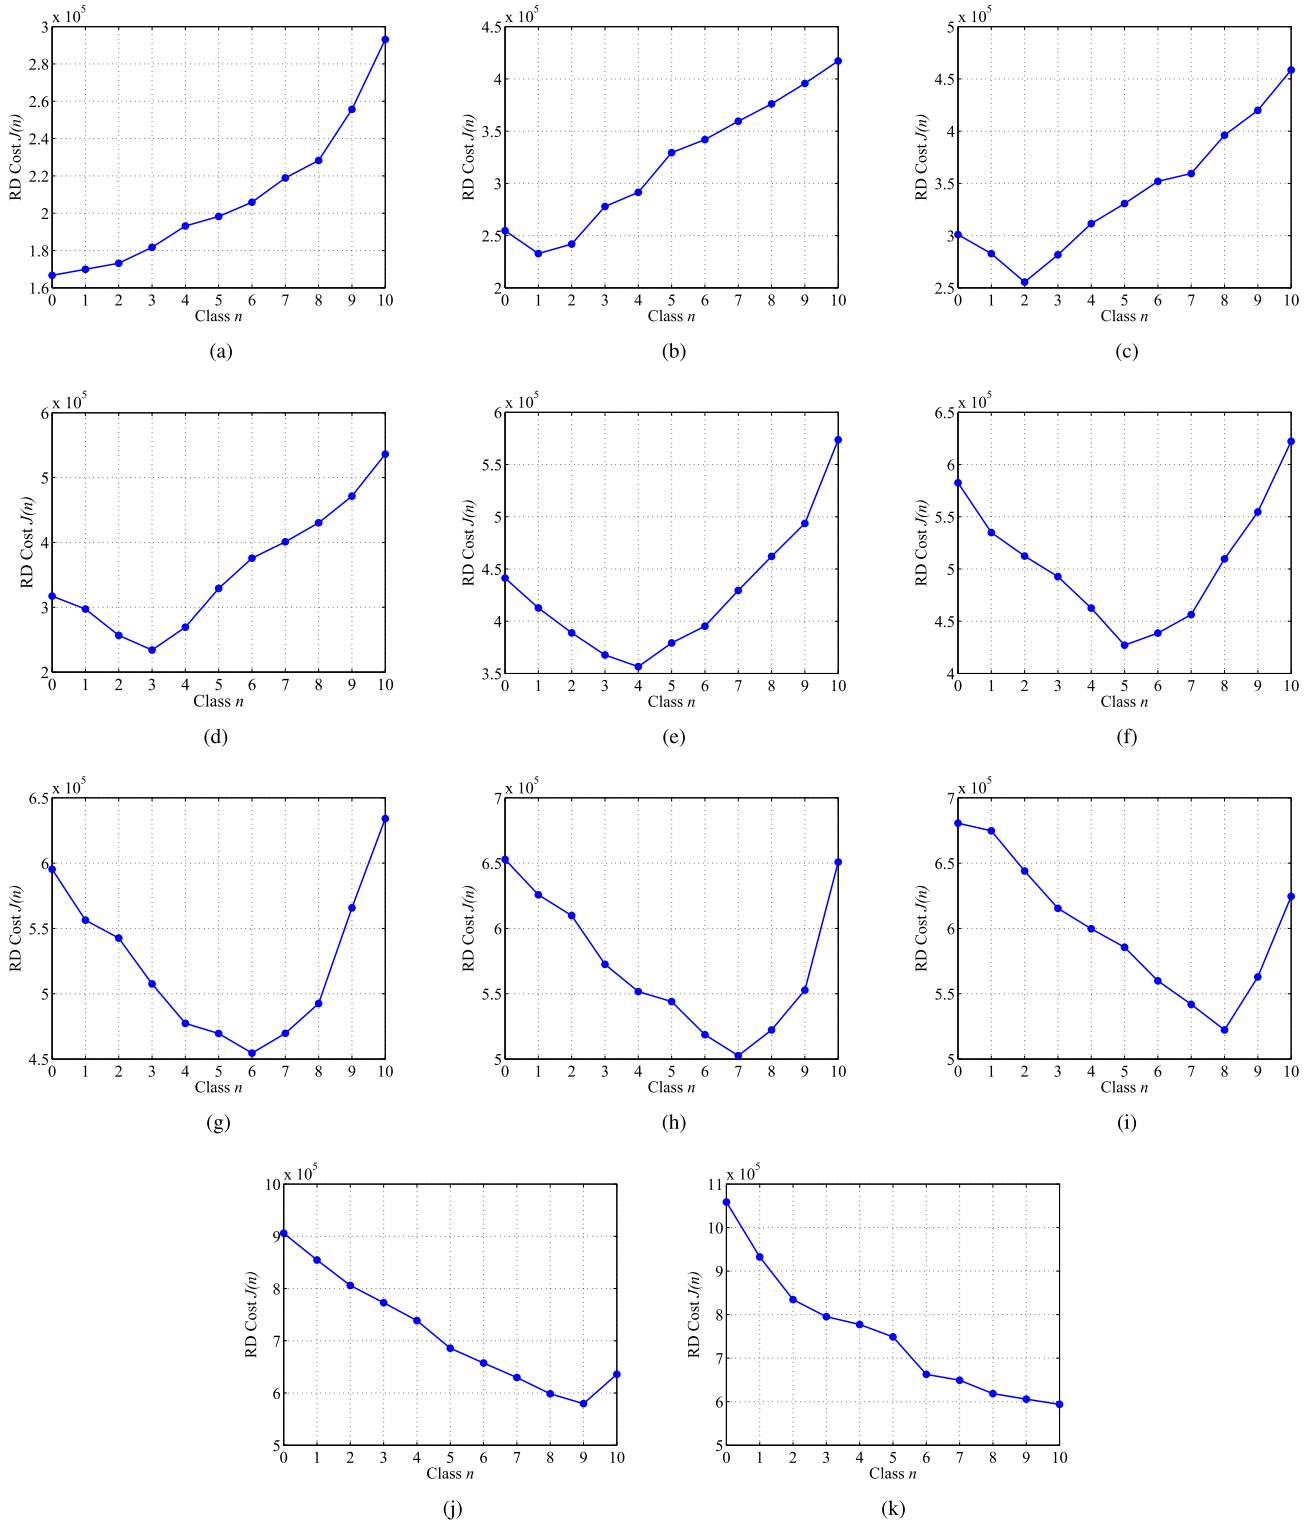 x 10^5
3
2.8
2.6
2.4
2.2
2
1.8
1.6
RD Cost J(n)
0 1 2 3 4 5 6 7 8 9 10
Class n
(a)
x 10^5
4.5
4
3.5
3
2.5
2
RD Cost J(n)
0 1 2 3 4 5 6 7 8 9 10
Class n
(b)
x 10^5
5
4.5
4
3.5
3
2.5
RD Cost J(n)
0 1 2 3 4 5 6 7 8 9 10
Class n
(c)
x 10^5
6
5
4
3
2
RD Cost J(n)
0 1 2 3 4 5 6 7 8 9 10
Class n
(d)
x 10^5
6
5.5
5
4.5
4
3.5
RD Cost J(n)
0 1 2 3 4 5 6 7 8 9 10
Class n
(e)
x 10^5
6.5
6
5.5
5
4.5
4
RD Cost J(n)
0 1 2 3 4 5 6 7 8 9 10
Class n
(f)
x 10^5
6.5
6
5.5
5
4.5
RD Cost J(n)
0 1 2 3 4 5 6 7 8 9 10
Class n
(g)
x 10^5
7
6.5
6
5.5
5
RD Cost J(n)
0 1 2 3 4 5 6 7 8 9 10
Class n
(h)
x 10^5
7
6.5
6
5.5
5
RD Cost J(n)
0 1 2 3 4 5 6 7 8 9 10
Class n
(i)
x 10^5
10
9
8
7
6
5
RD Cost J(n)
0 1 2 3 4 5 6 7 8 9 10
Class n
(j)
x 10^5
11
10
9
8
7
6
5
RD Cost J(n)
0 1 2 3 4 5 6 7 8 9 10
Class n
(k)